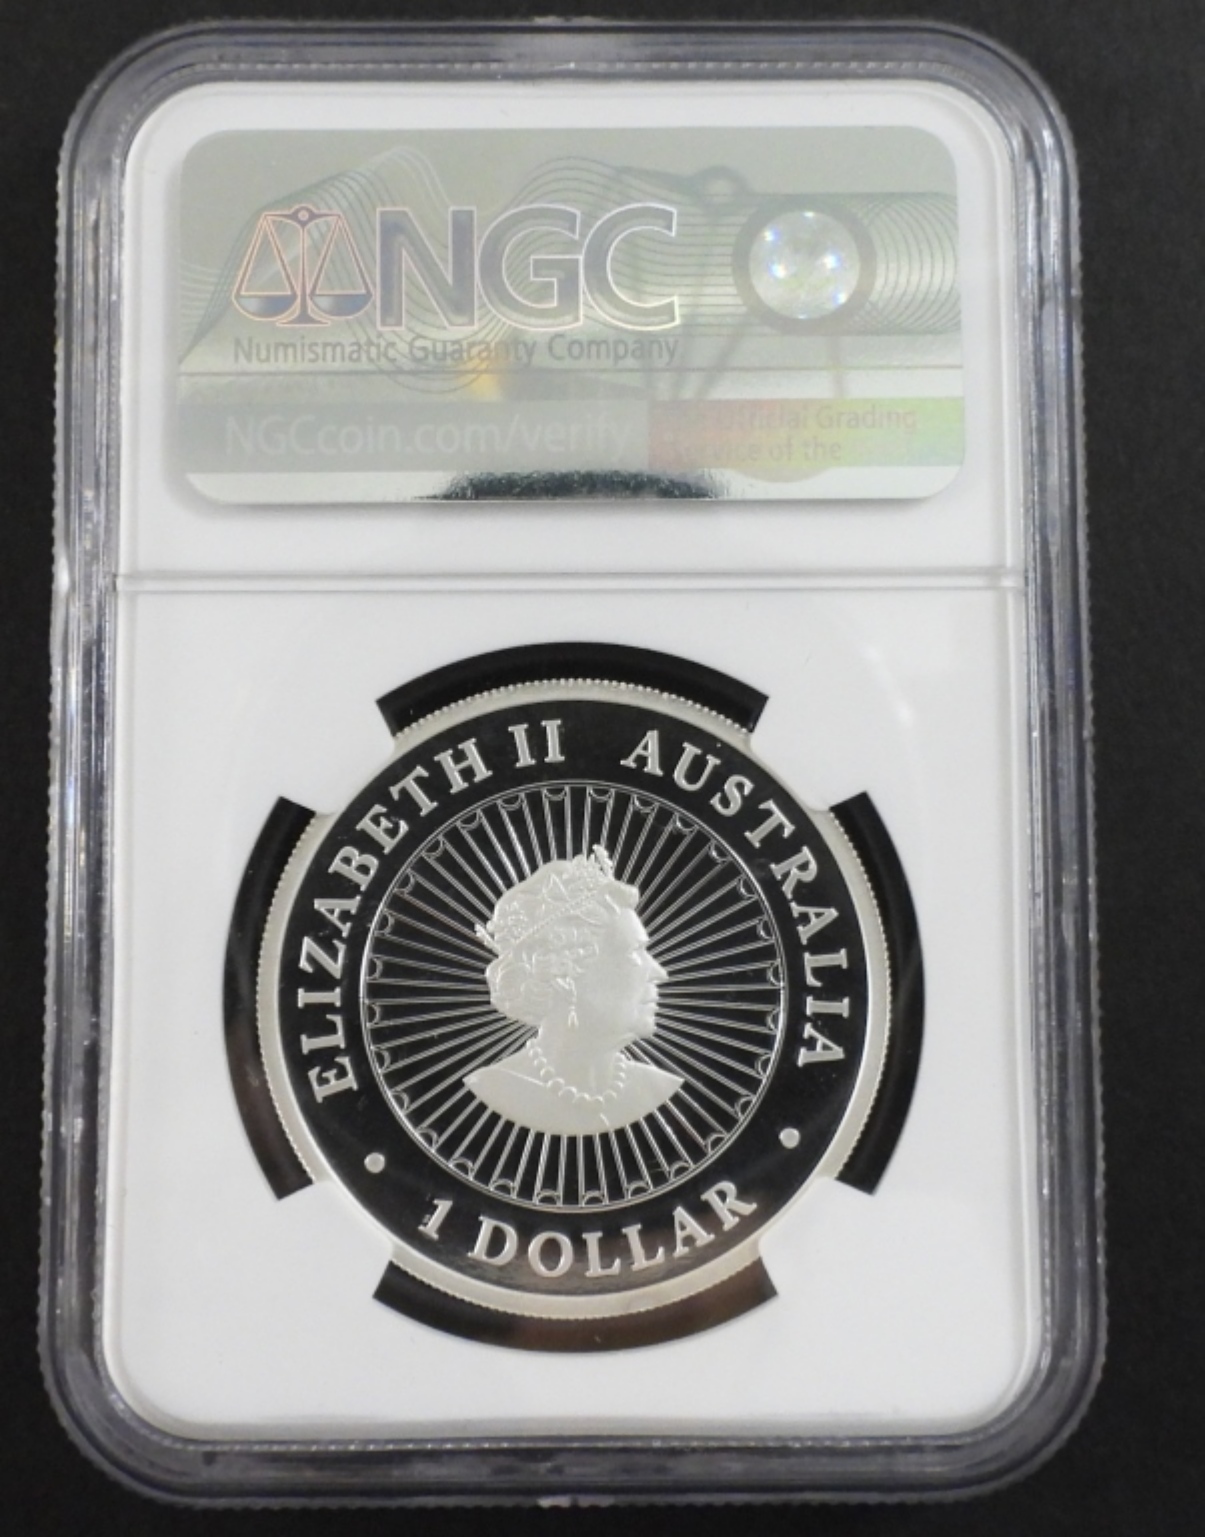 NGC
Numismatic Guaranty Company
NGCcoin.com/verify
Official Grading
Service of the
ELIZABETH II AUSTRALIA
1 DOLLAR